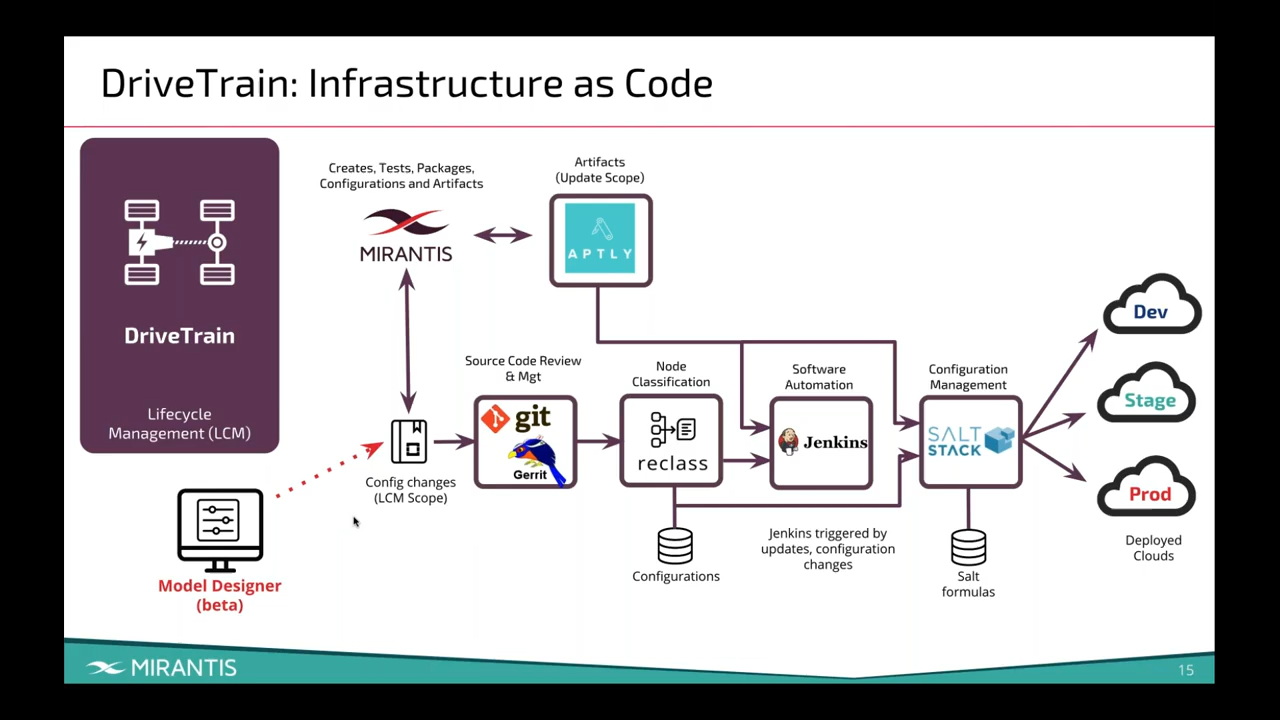 DriveTrain: Infrastructure as Code
DriveTrain
Lifecycle
Management (LCM)
Creates, Tests, Packages,
Configurations and Artifacts
MIRANTIS
Artifacts
(Update Scope)
APTLY
Model Designer
(beta)
Config changes
(LCM Scope)
Source Code Review
& Mgt
git
Gerrit
Node
Classification
reclass
Configurations
Software
Automation
Jenkins
Jenkins triggered by
updates, configuration
changes
Configuration
Management
SALT
STACK
Salt
formulas
Dev
Stage
Prod
Deployed
Clouds
MIRANTIS
15